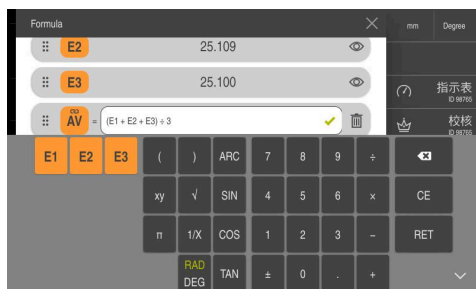 Formula
mm Degree
E2 25.109
E3 25.100
指示表
ID 98765
AV = (E1 + E2 + E3) ÷ 3
校核
ID 98765
E1 E2 E3 ( ) ARC 7 8 9 ÷
xy √ SIN 4 5 6 × CE
π 1/X COS 1 2 3 − RET
RAD
DEG TAN ± 0 . +